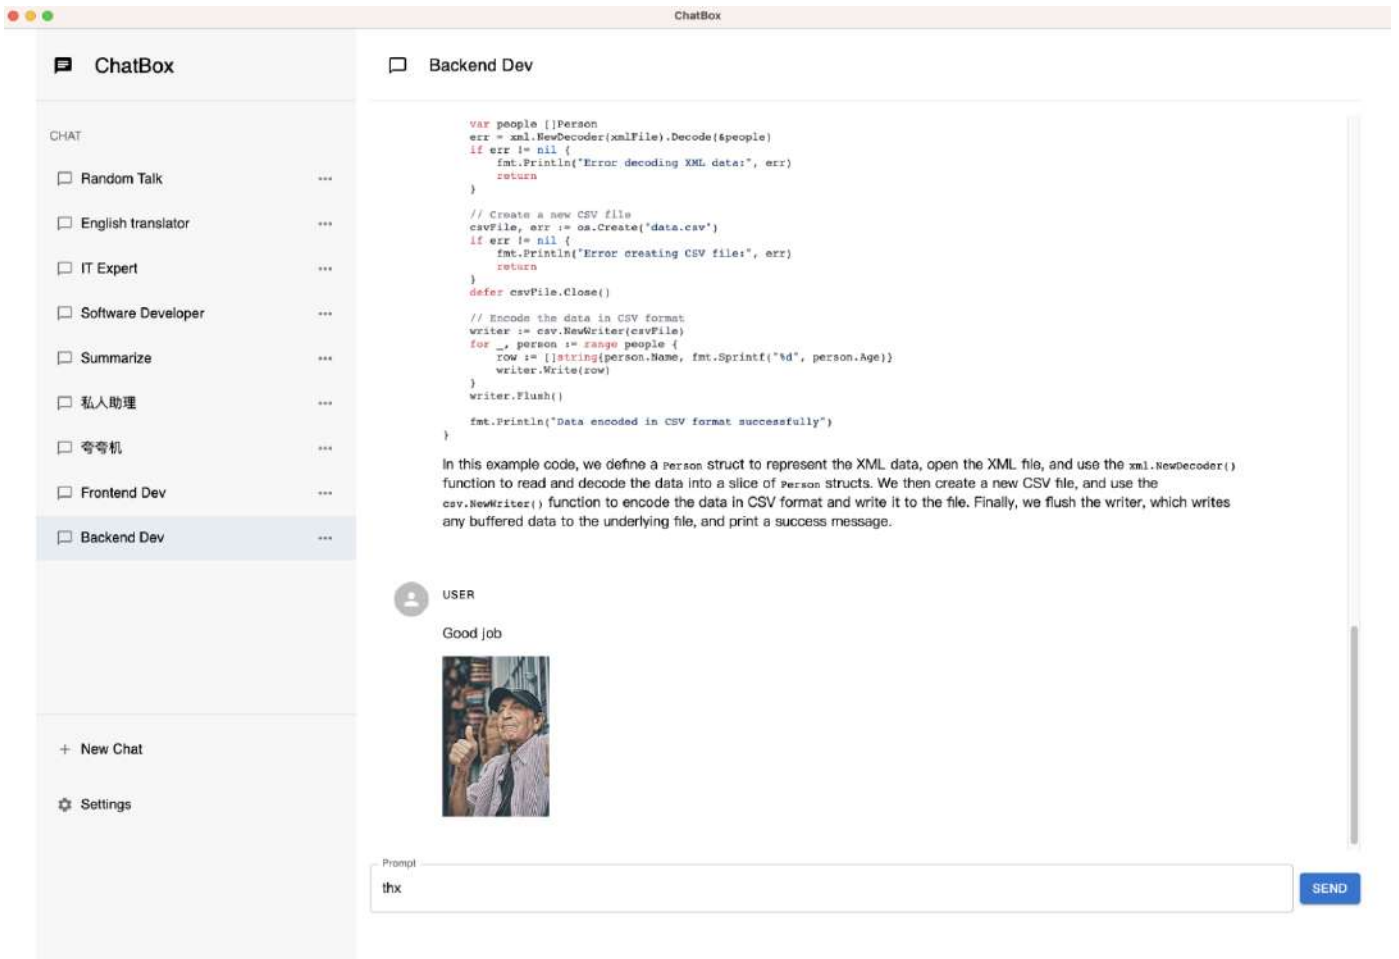 ChatBox
ChatBox
CHAT
Random Talk
English translator
IT Expert
Software Developer
Summarize
私人助理
夸夸机
Frontend Dev
Backend Dev
+ New Chat
Settings
Backend Dev
var people []Person
err = xml.NewDecoder(xmlFile).Decode(&people)
if err != nil {
fmt.Println("Error decoding XML data:", err)
return
}
// Create a new CSV file
csvFile, err := os.Create("data.csv")
if err != nil {
fmt.Println("Error creating CSV file:", err)
return
}
defer csvFile.Close()
// Encode the data in CSV format
writer := csv.NewWriter(csvFile)
for _, person := range people {
row := []string{person.Name, fmt.Sprintf("%d", person.Age)}
writer.Write(row)
}
writer.Flush()
fmt.Println("Data encoded in CSV format successfully")
}
In this example code, we define a Person struct to represent the XML data, open the XML file, and use the xml.NewDecoder()
function to read and decode the data into a slice of Person structs. We then create a new CSV file, and use the
csv.NewWriter() function to encode the data in CSV format and write it to the file. Finally, we flush the writer, which writes
any buffered data to the underlying file, and print a success message.
USER
Good job
Prompt
thx
SEND